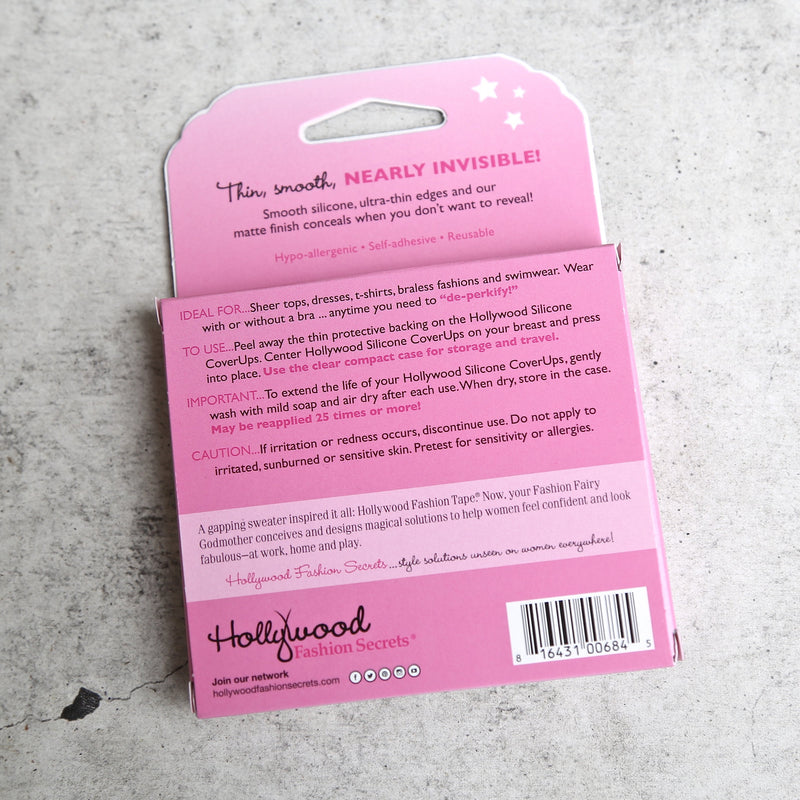 Thin, smooth, NEARLY INVISIBLE!
Smooth silicone, ultra-thin edges and our
matte finish conceals when you don't want to reveal!
Hypo-allergenic • Self-adhesive • Reusable
IDEAL FOR...Sheer tops, dresses, t-shirts, braless fashions and swimwear. Wear
with or without a bra ... anytime you need to "de-perkify!"
TO USE...Peel away the thin protective backing on the Hollywood Silicone
CoverUps. Center Hollywood Silicone CoverUps on your breast and press
into place. Use the clear compact case for storage and travel.
IMPORTANT...To extend the life of your Hollywood Silicone CoverUps, gently
wash with mild soap and air dry after each use. When dry, store in the case.
May be reapplied 25 times or more!
CAUTION...If irritation or redness occurs, discontinue use. Do not apply to
irritated, sunburned or sensitive skin. Pretest for sensitivity or allergies.
A gapping sweater inspired it all: Hollywood Fashion Tape.® Now, your Fashion Fairy
Godmother conceives and designs magical solutions to help women feel confident and look
fabulous—at work, home and play.
Hollywood Fashion Secrets...style solutions unseen on women everywhere!
Hollywood
Fashion Secrets®
Join our network
hollywoodfashionsecrets.com
8 16431 00684 5